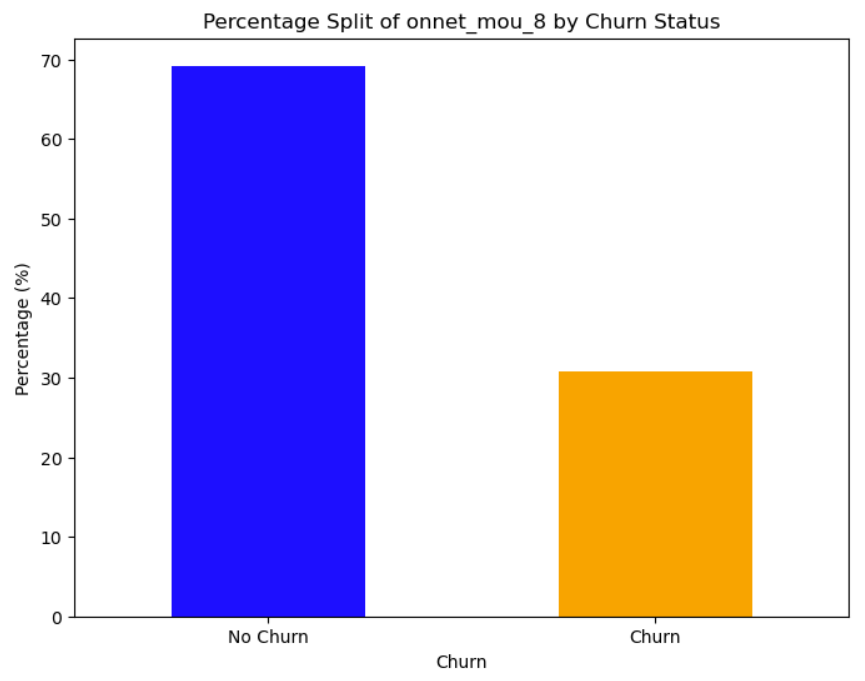 Percentage Split of onnet_mou_8 by Churn Status
Percentage (%)
70
60
50
40
30
20
10
0
No Churn
Churn
Churn